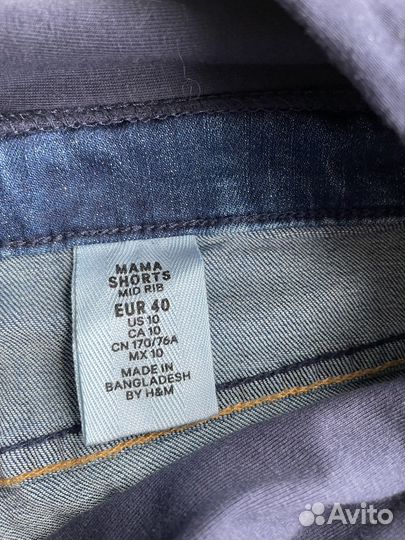 MAMA
SHORTS
MID RIB
EUR 40
US 10
CA 10
CN 170/76A
MX 10
MADE IN
BANGLADESH
BY H&M
Avito